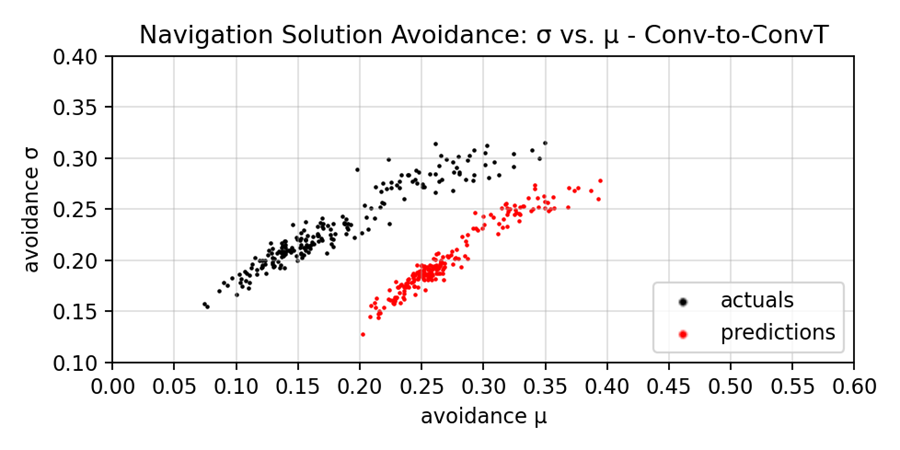 Navigation Solution Avoidance: σ vs. μ - Conv-to-ConvT
0.40
0.35
0.30
0.25
0.20
0.15
0.10
avoidance σ
actuals
predictions
0.00 0.05 0.10 0.15 0.20 0.25 0.30 0.35 0.40 0.45 0.50 0.55 0.60
avoidance μ